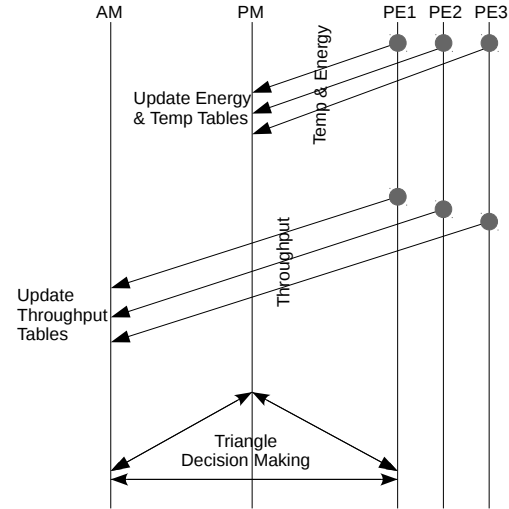 AM PM PE1 PE2 PE3
Temp & Energy
Update Energy
& Temp Tables
Throughput
Update
Throughput
Tables
Triangle
Decision Making